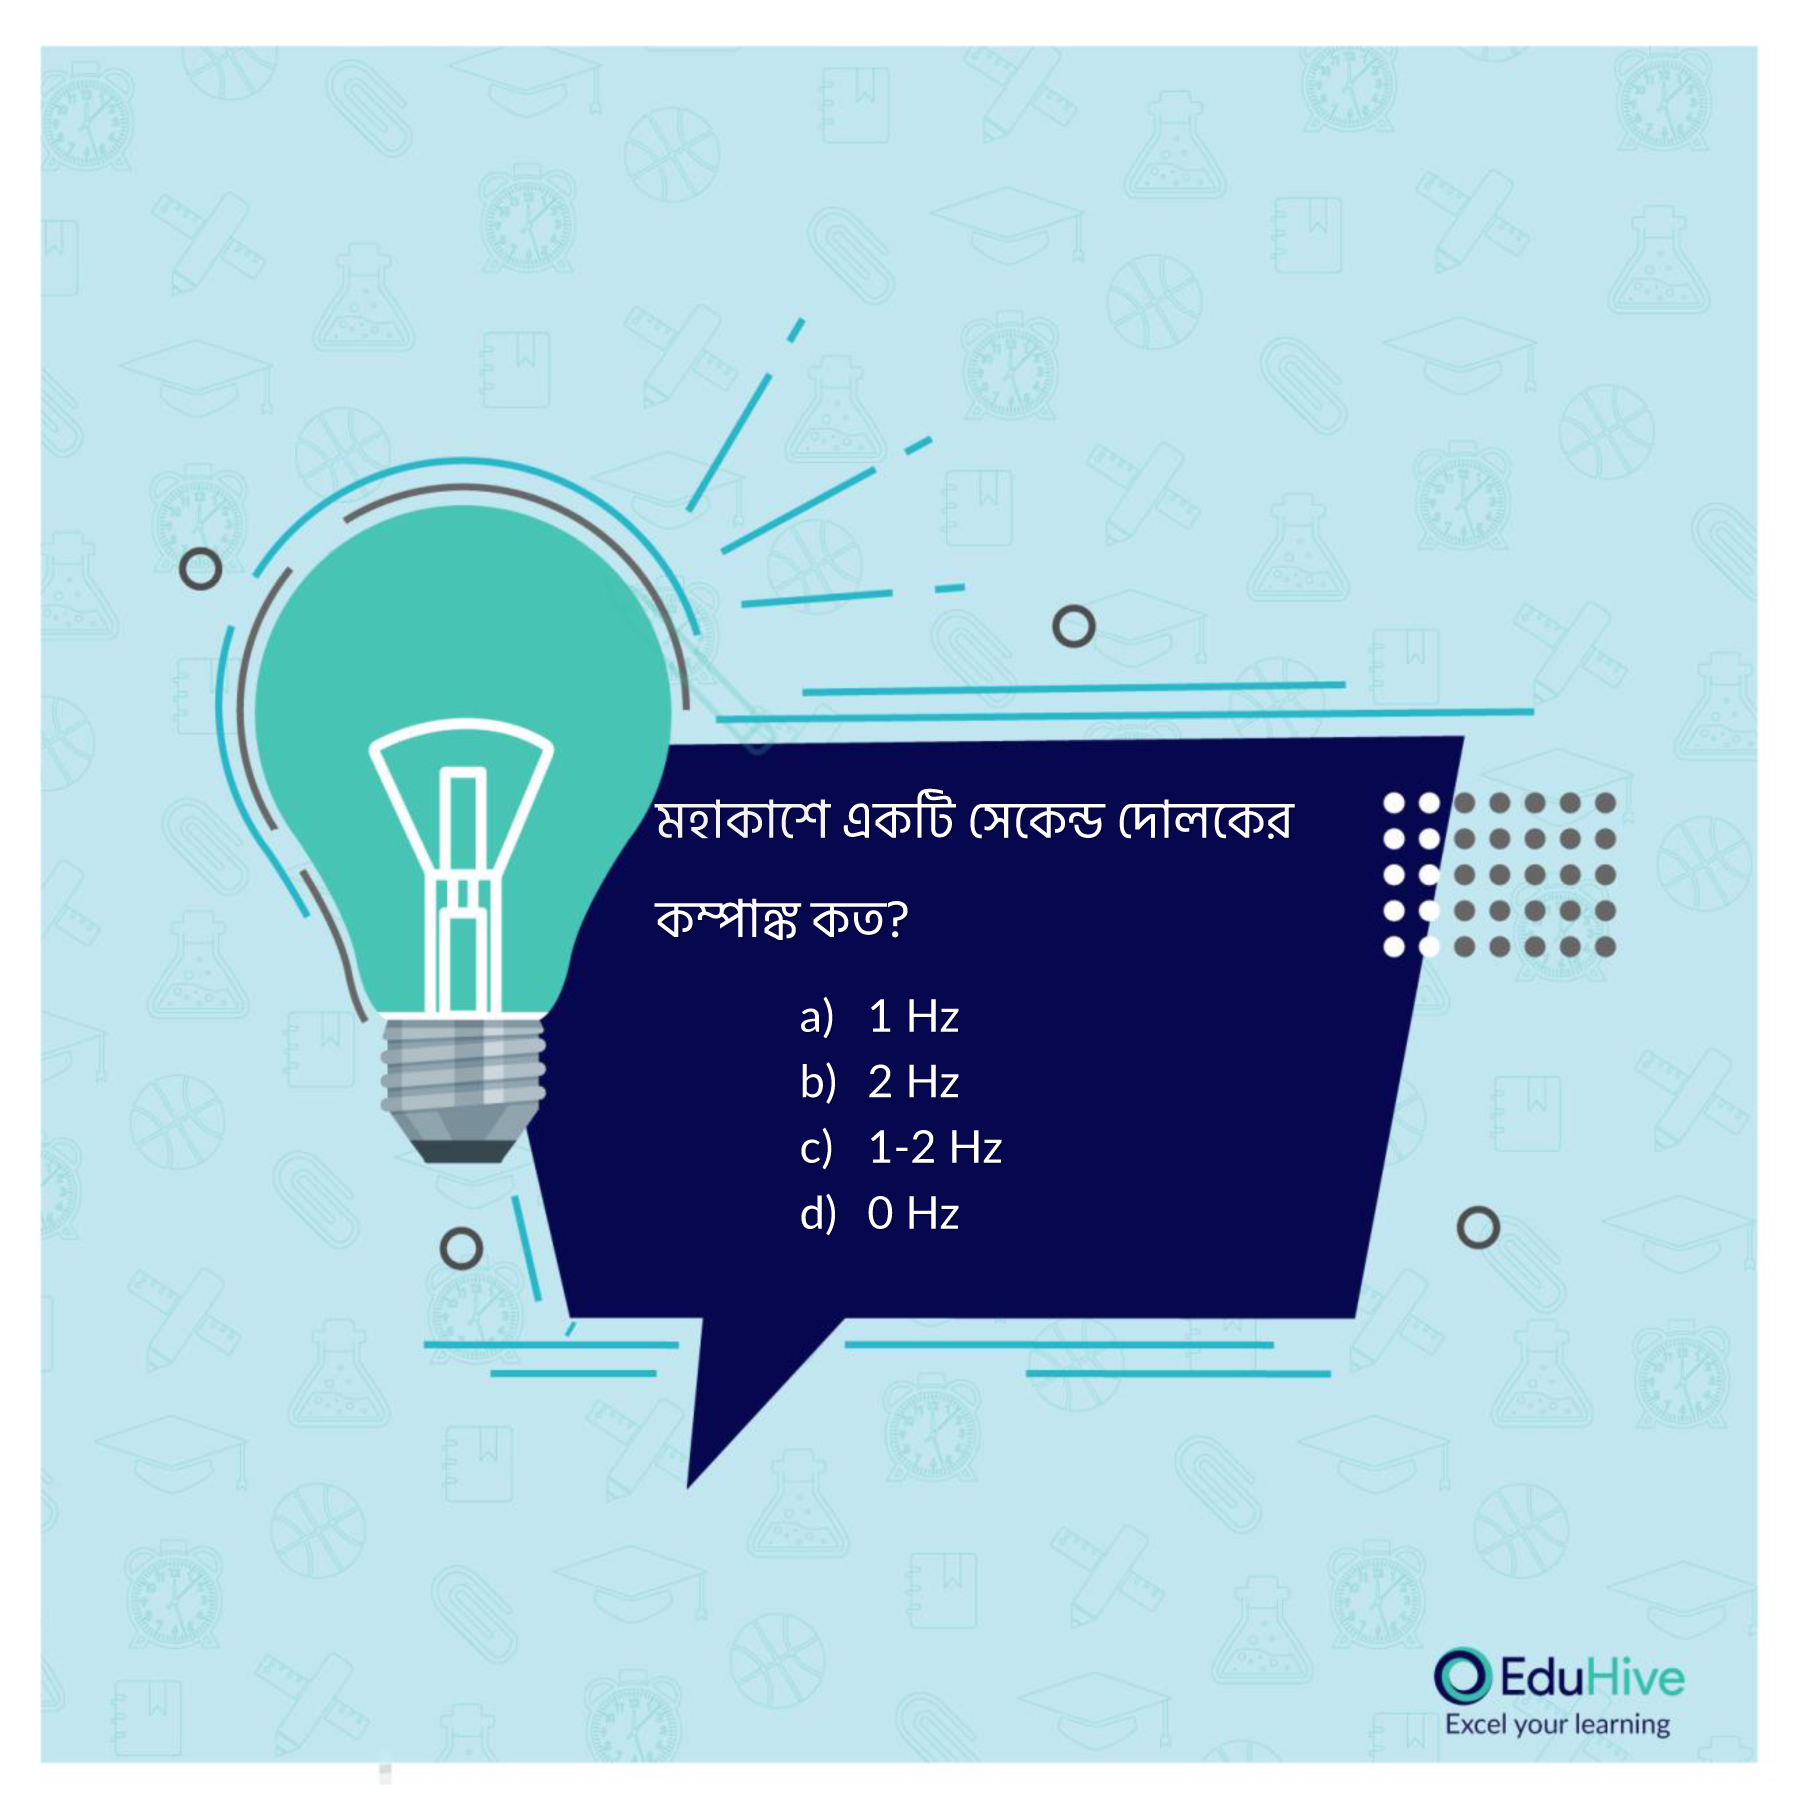 মহাকাশে একটি সেকেন্ড দোলকের
কম্পাঙ্ক কত?
a) 1 Hz
b) 2 Hz
c) 1-2 Hz
d) 0 Hz
EduHive
Excel your learning